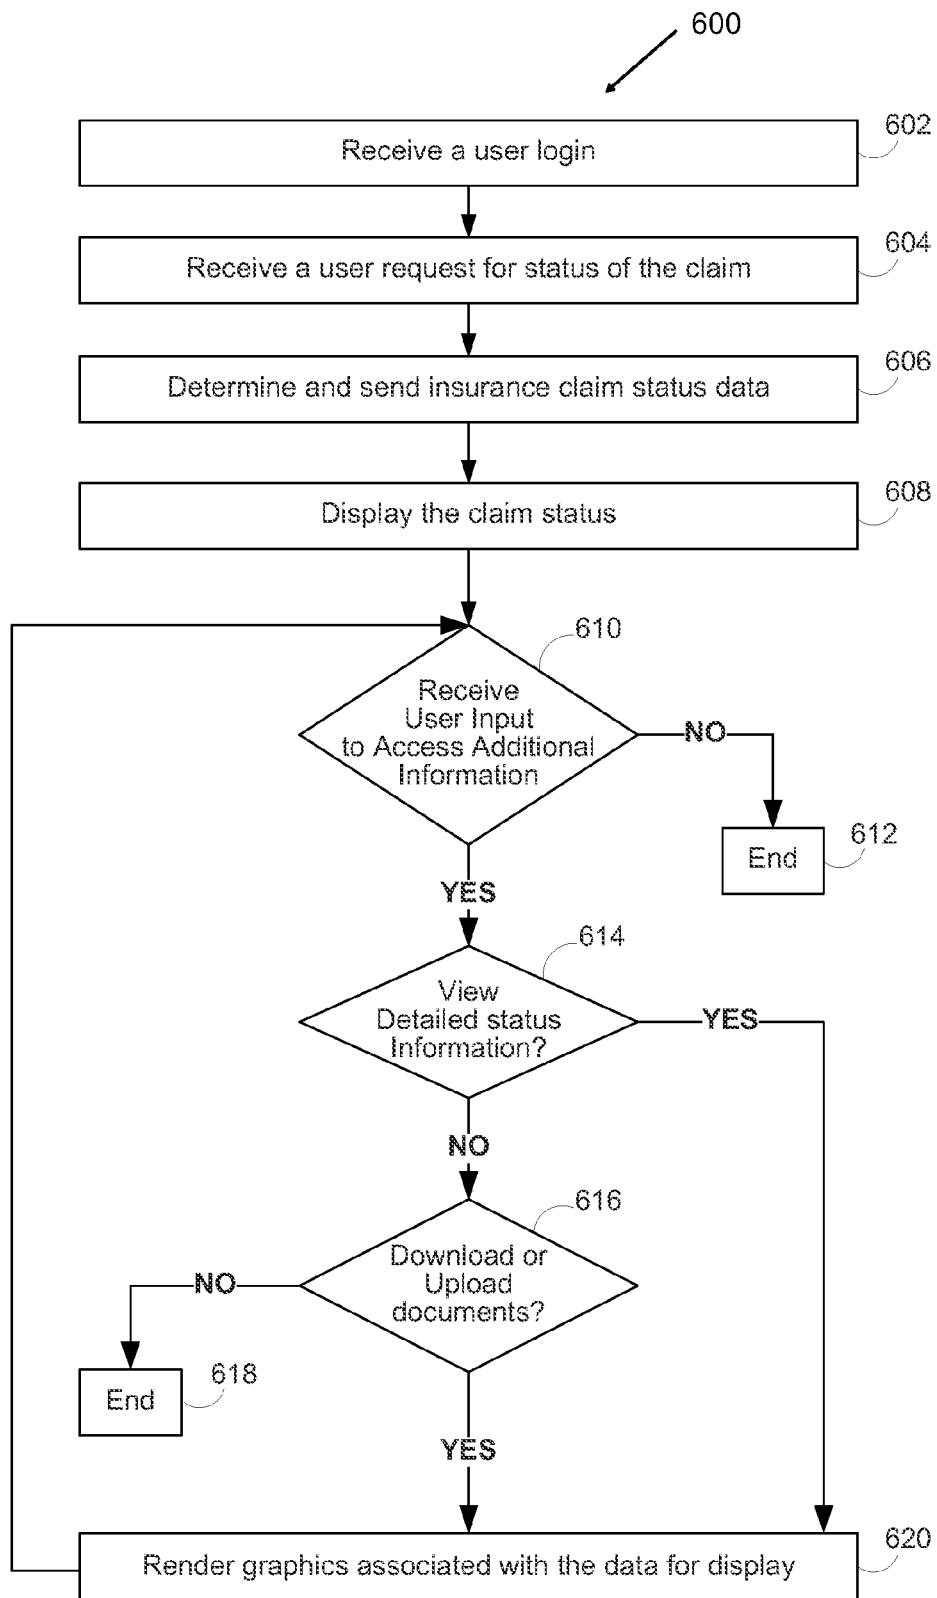 600
602
Receive a user login
604
Receive a user request for status of the claim
606
Determine and send insurance claim status data
608
Display the claim status
610
Receive
User Input
to Access Additional
Information
NO
612
End
YES
614
View
Detailed status
Information?
YES
NO
616
Download or
Upload
documents?
NO
618
End
YES
620
Render graphics associated with the data for display